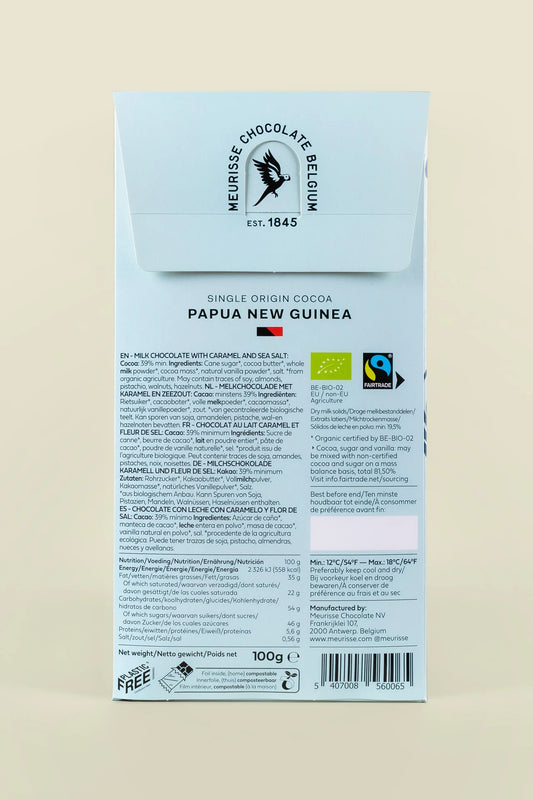 MEURISSE CHOCOLATE BELGIUM
EST. 1845
SINGLE ORIGIN COCOA
PAPUA NEW GUINEA
EN - MILK CHOCOLATE WITH CARAMEL AND SEA SALT:
Cocoa: 39% min. Ingredients: Cane sugar*, cocoa butter*, whole
milk powder*, cocoa mass*, natural vanilla powder*, salt. *from
organic agriculture. May contain traces of soy, almonds,
pistachio, walnuts, hazelnuts. NL - MELKCHOCOLADE MET
KARAMEL EN ZEEZOUT: Cacao: minstens 39% Ingrediënten:
Rietsuiker*, cacaoboter*, volle melkpoeder*, cacaomassa*,
natuurlijk vanillepoeder*, zout. *van gecontroleerde biologische
teelt. Kan sporen van soja, amandelen, pistache, wal-en
hazelnoten bevatten. FR - CHOCOLAT AU LAIT CARAMEL ET
FLEUR DE SEL: Cacao: 39% minimum Ingrédients: Sucre de
canne*, beurre de cacao*, lait en poudre entier*, pâte de
cacao*, poudre de vanille naturelle*, sel. *produit issu de
l'agriculture biologique. Peut contenir traces de soja, amandes,
pistaches, noix, noisettes. DE - MILCHSCHOKOLADE
KARAMELL UND FLEUR DE SEL: Kakao: 39% minimum
Zutaten: Rohrzucker*, Kakaobutter*, Vollmilchpulver,
Kakaomasse*, natürliches Vanillepulver*, Salz.
*aus biologischem Anbau. Kann Spuren von Soja,
Pistazien, Mandeln, Walnüssen, Haselnüssen enthalten.
ES - CHOCOLATE CON LECHE CON CARAMELO Y FLOR DE
SAL: Cacao: 39% mínimo Ingredientes: Azúcar de caña*,
manteca de cacao*, leche entera en polvo*, masa de cacao*,
vanilla natural en polvo*, sal. *procedente de la agricultura
ecológica. Puede tener trazas de soja, pistacho, almendras,
nueces y avellanas.
BE-BIO-02
EU / non-EU
Agriculture
FAIRTRADE
Dry milk solids/Droge melkbestanddelen/
Extraits laitiers/Milchtrockenmasse/
Sólidos de leche en polvo. min. 19,5%
* Organic certified by BE-BIO-02
* Cocoa, sugar and vanilla: may
be mixed with non-certified
cocoa and sugar on a mass
balance basis, total 81,50%
Visit info.fairtrade.net/sourcing
Best before end/Ten minste
houdbaar tot einde/À consommer
de préférence avant fin:
Nutrition/Voeding/Nutrition/Ernährung/Nutrición 100 g
Energy/Energie/Énergie/Energie/Energía 2.326 kJ (558 kcal)
Fat/vetten/matières grasses/Fett/grasas 35 g
Of which saturated/waarvan verzadigd/dont saturés/
davon gesättigt/de las cuales saturada 22 g
Carbohydrates/koolhydraten/glucides/Kohlenhydrate/
hidratos de carbono 54 g
Of which sugars/waarvan suikers/dont sucres/
davon Zucker/de los cuales azúcares 46 g
Proteins/eiwitten/protéines/Eiweiß/proteínes 5,6 g
Salt/zout/sel/Salz/sal 0,56 g
Net weight/Netto gewicht/Poids net 100g e
Min.: 12°C/54°F — Max.: 18°C/64°F
Preferably keep cool and dry/
Bij voorkeur koel en droog
bewaren/À conserver de
préférence au frais et au sec
Manufactured by:
Meurisse Chocolate NV
Frankrijklei 107,
2000 Antwerp, Belgium
www.meurisse.com @meurisse
PLASTIC FREE!
Foil inside, (home) compostable
Innerfolie, (thuis) composteerbaar
Film intérieur, compostable (à la maison)
5 407008 560065